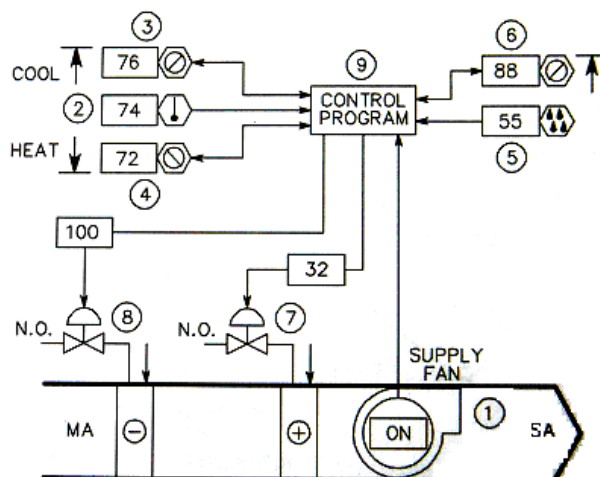 3
6
COOL
76
9
88
2
74
CONTROL
PROGRAM
55
HEAT
72
5
4
100
32
N.O.
8
N.O.
7
SUPPLY
FAN
1
MA
−
+
ON
SA